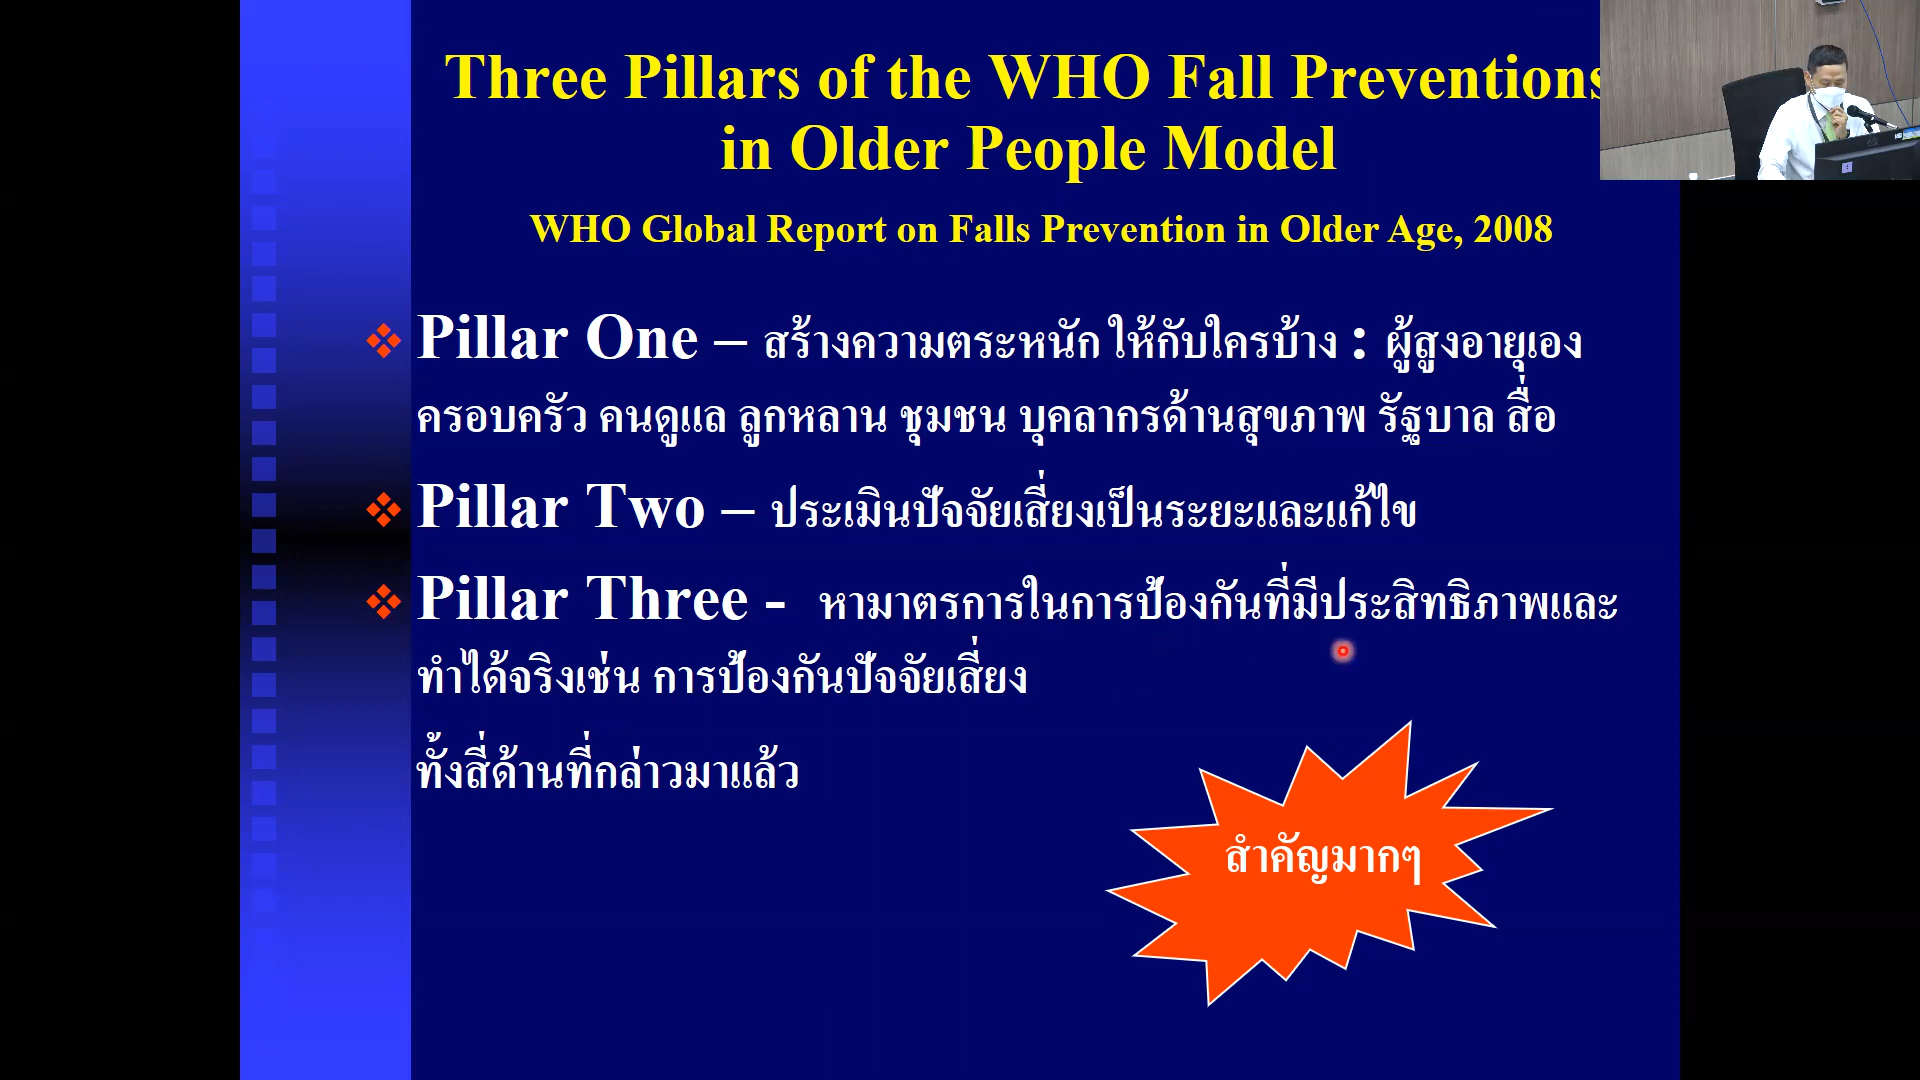 Three Pillars of the WHO Fall Preventions
in Older People Model
WHO Global Report on Falls Prevention in Older Age, 2008
Pillar One – สร้างความตระหนัก ให้กับใครบ้าง : ผู้สูงอายุเอง
ครอบครัว คนดูแล ลูกหลาน ชุมชน บุคลากรด้านสุขภาพ รัฐบาล สื่อ
Pillar Two – ประเมินปัจจัยเสี่ยงเป็นระยะและแก้ไข
Pillar Three - หามาตรการในการป้องกันที่มีประสิทธิภาพและ
ทำได้จริงเช่น การป้องกันปัจจัยเสี่ยง
ทั้งสี่ด้านที่กล่าวมาแล้ว
สำคัญมากๆ